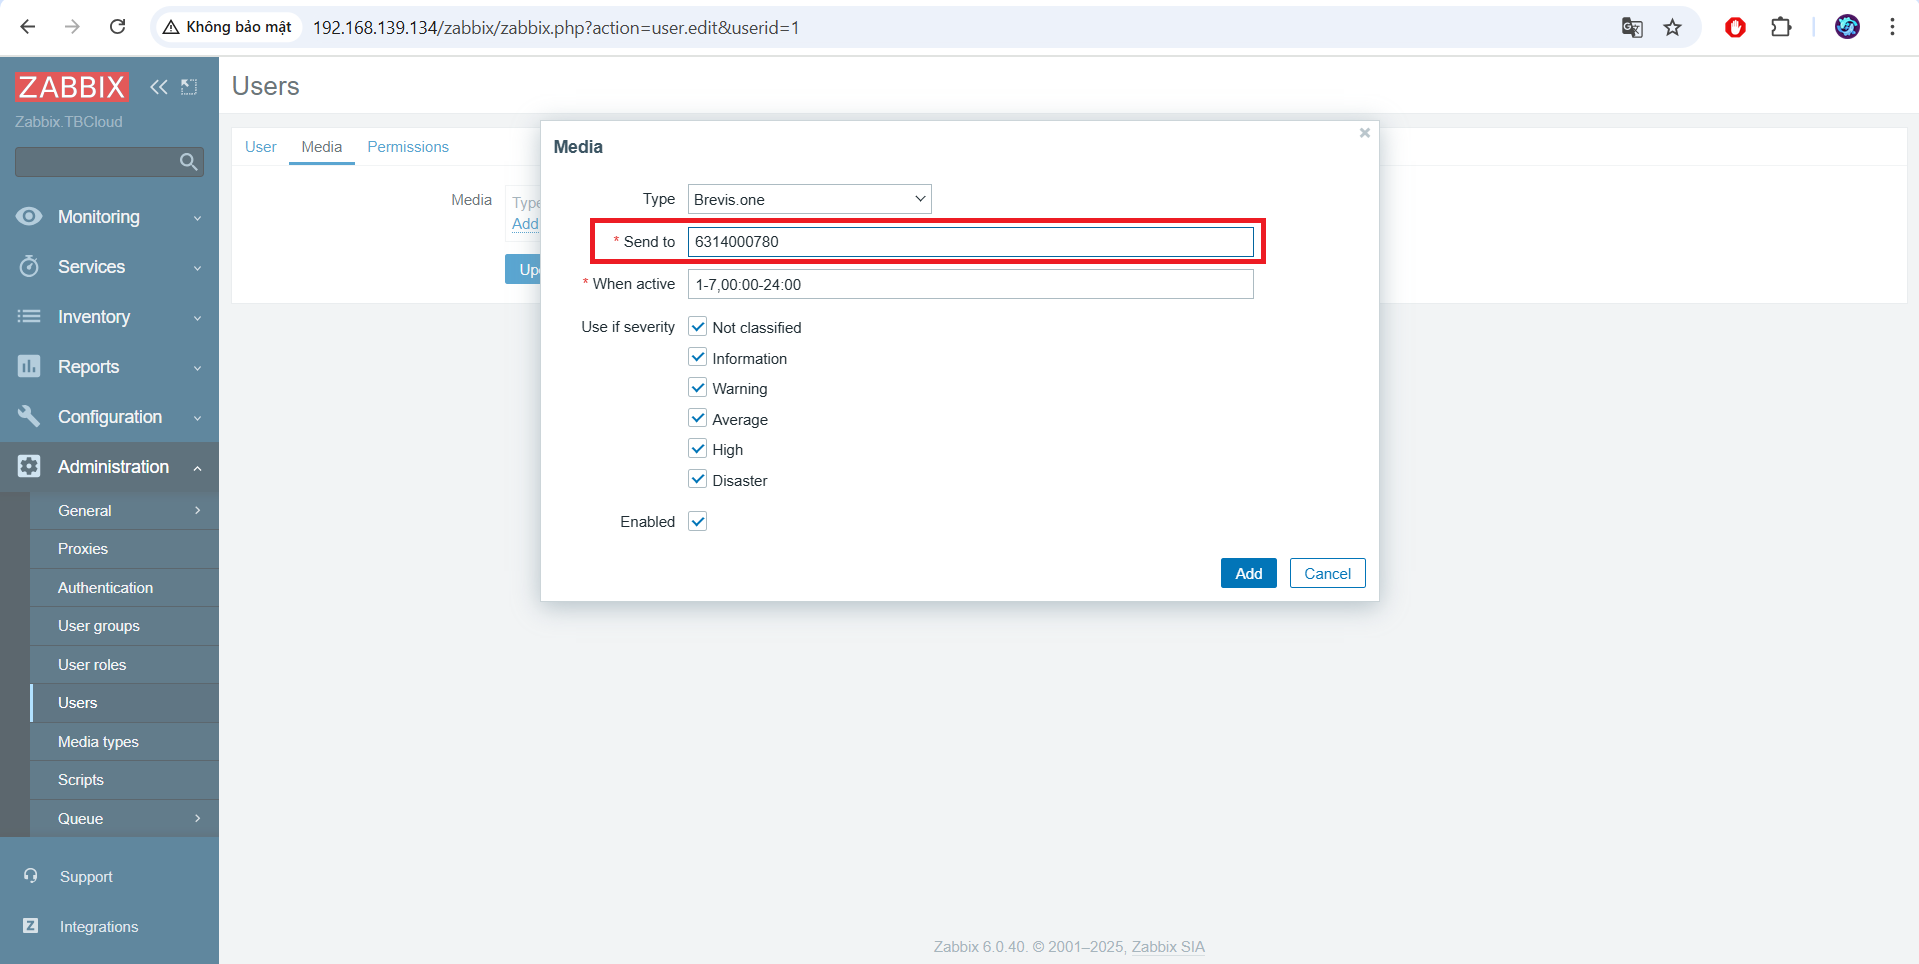 Không bảo mật
192.168.139.134/zabbix/zabbix.php?action=user.edit&userid=1
ZABBIX
Zabbix.TBCloud
Monitoring
Services
Inventory
Reports
Configuration
Administration
General
Proxies
Authentication
User groups
User roles
Users
Media types
Scripts
Queue
Support
Z Integrations
Users
User Media Permissions
Media Type
Add
Up
Media
Type Brevis.one
* Send to 6314000780
* When active 1-7,00:00-24:00
Use if severity Not classified
Information
Warning
Average
High
Disaster
Enabled
Add Cancel
Zabbix 6.0.40. © 2001–2025, Zabbix SIA